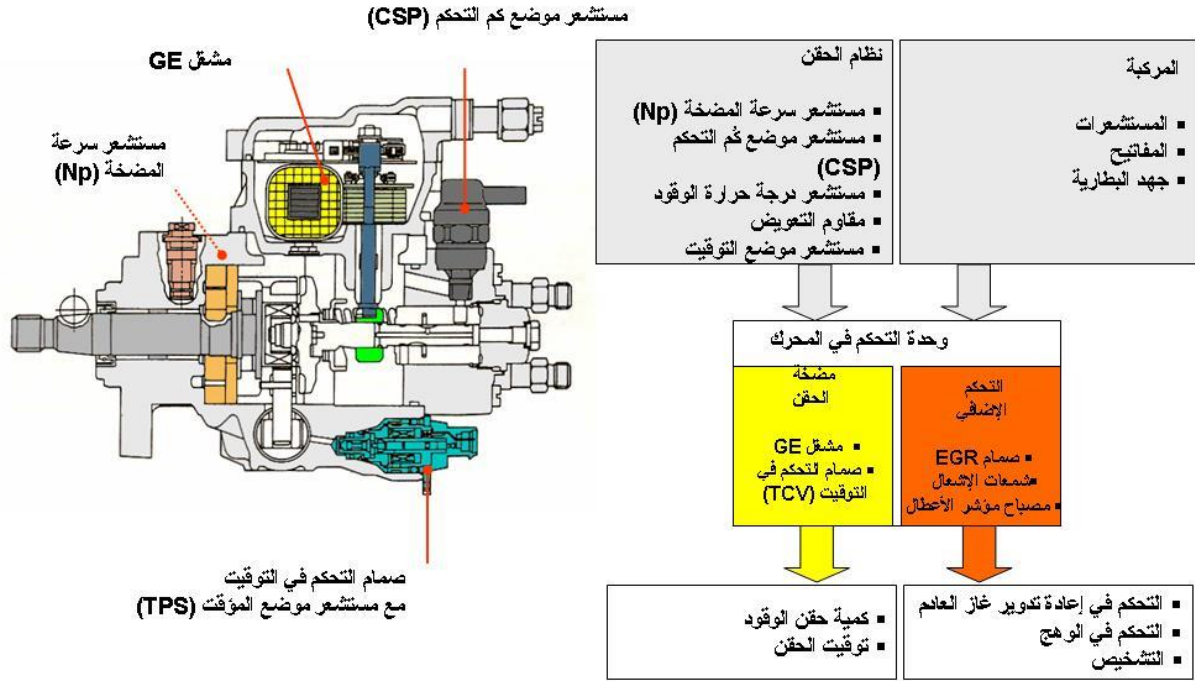 مستشعر موضع كم التحكم (CSP)
مشغل GE
مستشعر سرعة
المضخة (Np)
صمام التحكم في التوقيت
مع مستشعر موضع المؤقت (TPS)
المركبة
▪ المستشعرات
▪ المفاتيح
▪ جهد البطارية
نظام الحقن
▪ مستشعر سرعة المضخة (Np)
▪ مستشعر موضع كُم التحكم
(CSP)
▪ مستشعر درجة حرارة الوقود
▪ مقاوم التعويض
▪ مستشعر موضع التوقيت
وحدة التحكم في المحرك
التحكم
الإضافي
▪ صمام EGR
▪ شمعات الإشعال
▪ مصباح مؤشر الأعطال
مضخة
الحقن
▪ مشغل GE
▪ صمام التحكم في
التوقيت (TCV)
▪ التحكم في إعادة تدوير غاز العادم
▪ التحكم في الوهج
▪ التشخيص
▪ كمية حقن الوقود
▪ توقيت الحقن